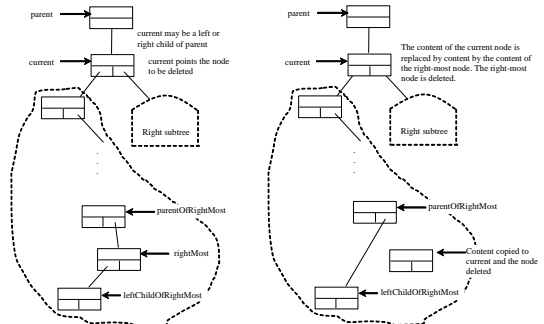 parent
current may be a left or
right child of parent
current
current points the node
to be deleted
Right subtree
.
.
.
parentOfRightMost
rightMost
leftChildOfRightMost
parent
The content of the current node is
replaced by content by the content of
the right-most node. The right-most
node is deleted.
current
Right subtree
.
.
.
parentOfRightMost
Content copied to
current and the node
deleted
leftChildOfRightMost